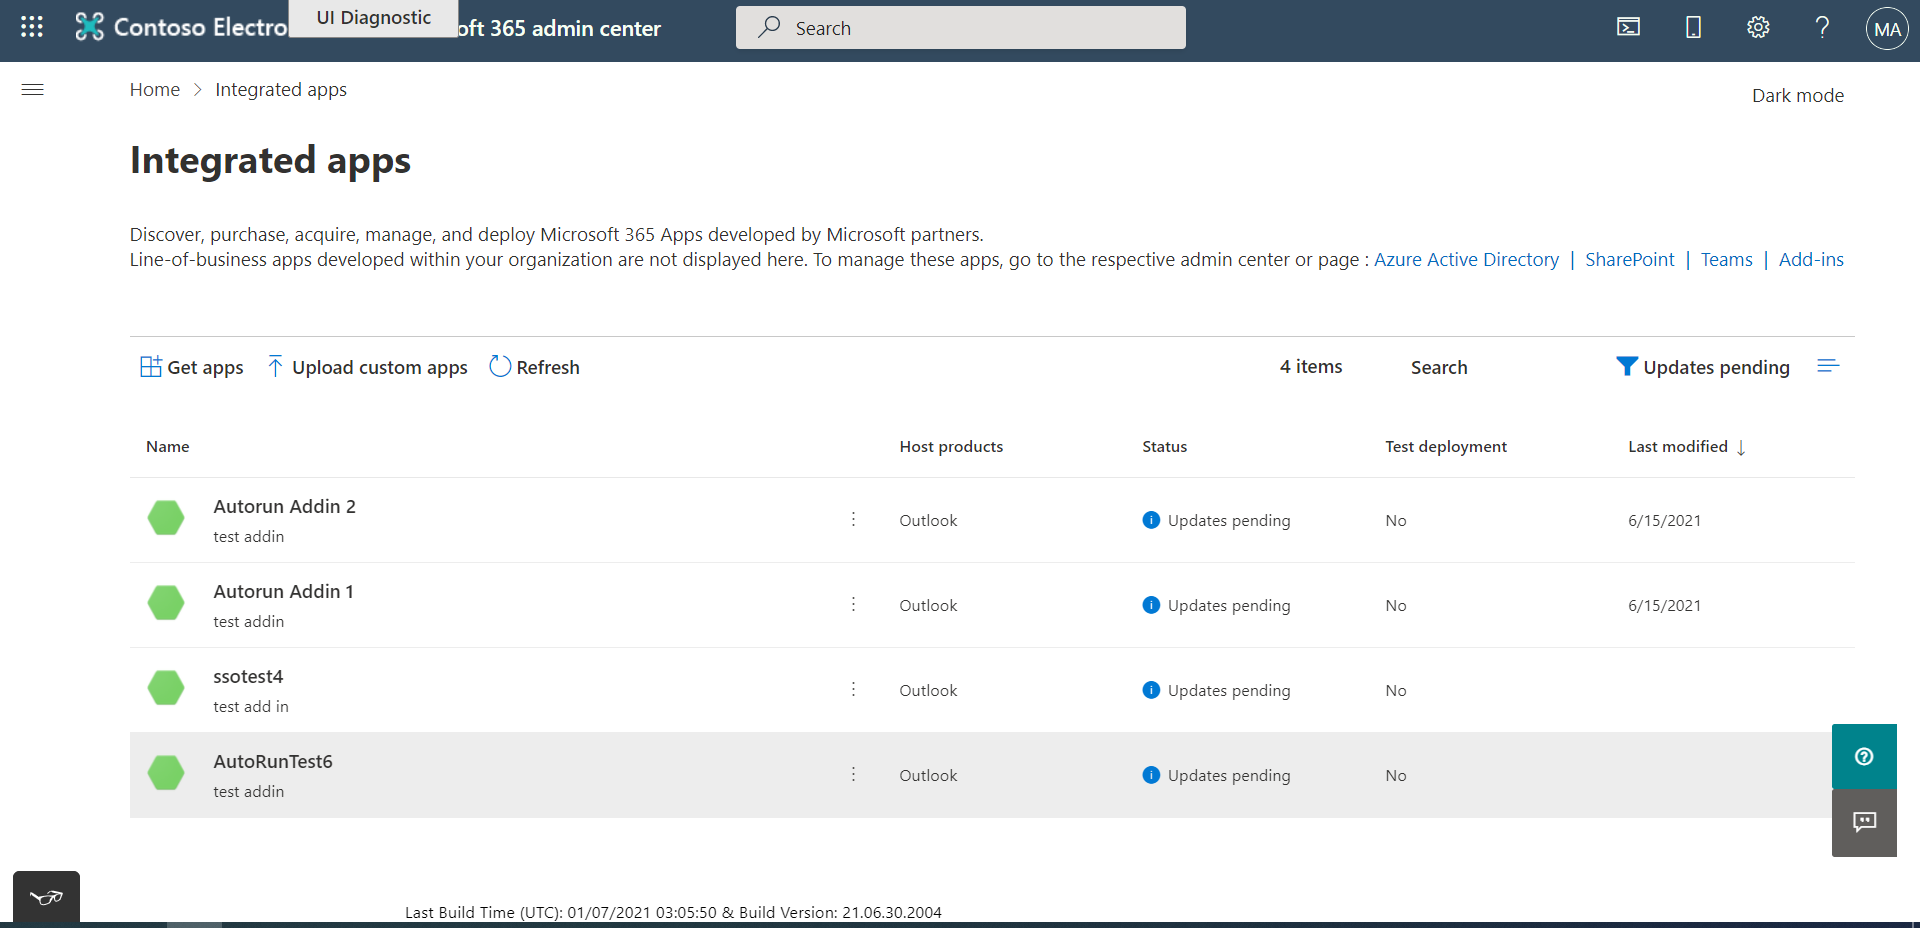 Contoso Electro
UI Diagnostic
oft 365 admin center
Search
MA
Home > Integrated apps
Dark mode
Integrated apps
Discover, purchase, acquire, manage, and deploy Microsoft 365 Apps developed by Microsoft partners.
Line-of-business apps developed within your organization are not displayed here. To manage these apps, go to the respective admin center or page : Azure Active Directory | SharePoint | Teams | Add-ins
Get apps Upload custom apps Refresh 4 items Search Updates pending
Name Host products Status Test deployment Last modified ↓
Autorun Addin 2
test addin
Outlook Updates pending No 6/15/2021
Autorun Addin 1
test addin
Outlook Updates pending No 6/15/2021
ssotest4
test add in
Outlook Updates pending No
AutoRunTest6
test addin
Outlook Updates pending No
Last Build Time (UTC): 01/07/2021 03:05:50 & Build Version: 21.06.30.2004